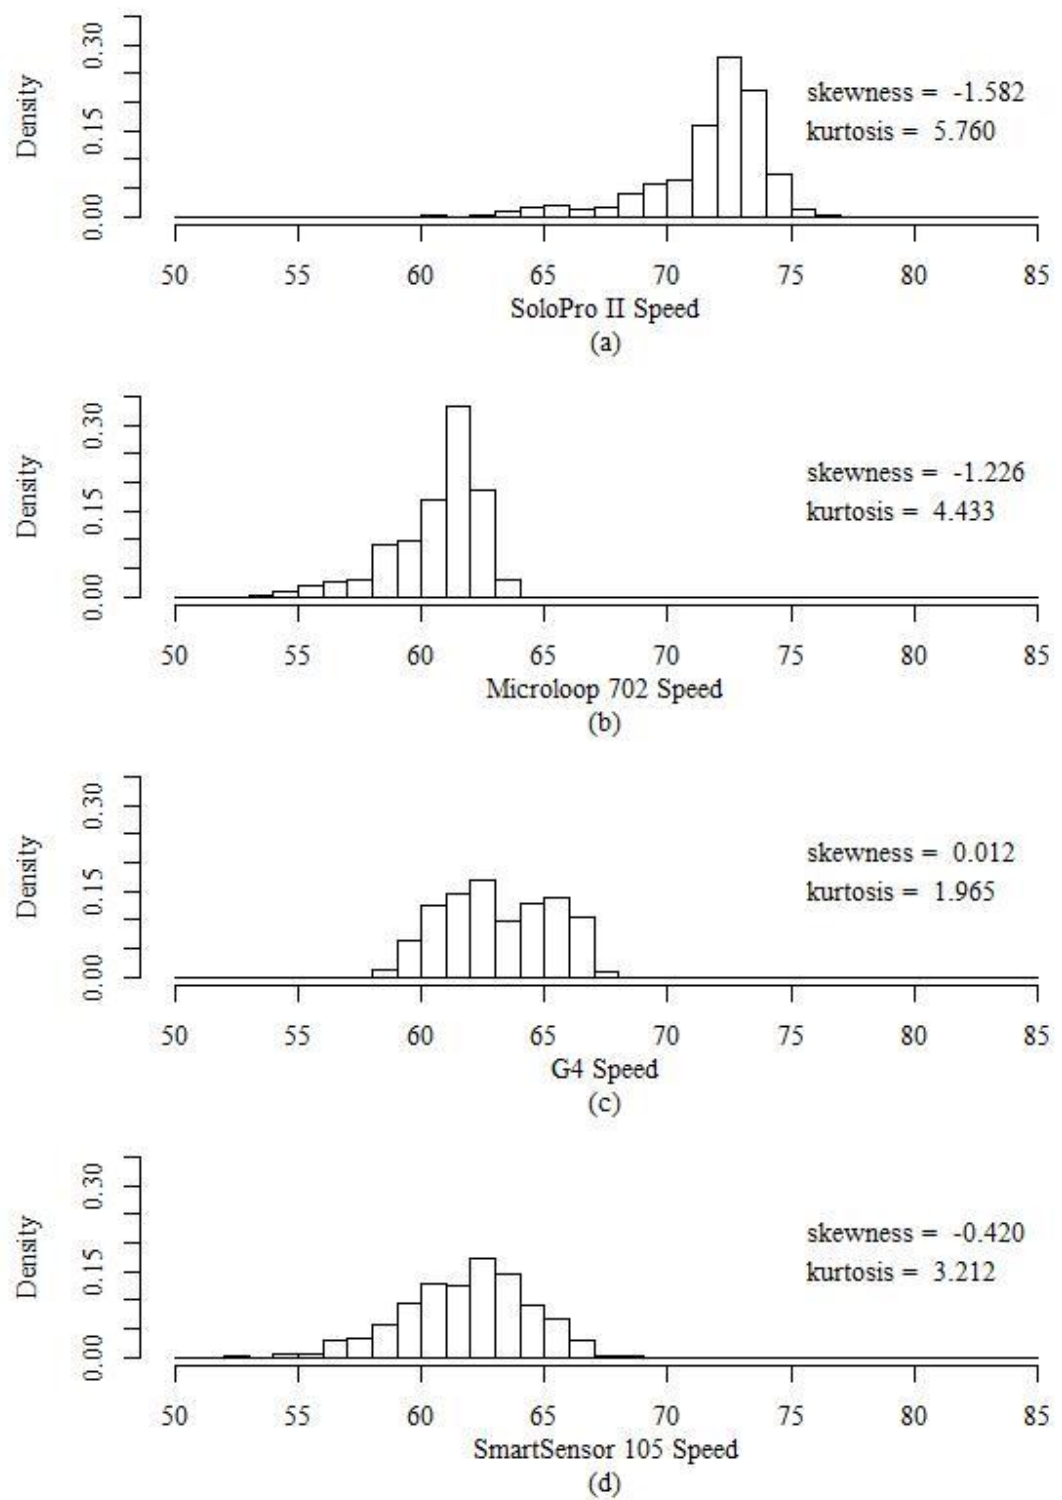 Density
0.00 0.15 0.30
skewness = -1.582
kurtosis = 5.760
50 55 60 65 70 75 80 85
SoloPro II Speed
(a)
Density
0.00 0.15 0.30
skewness = -1.226
kurtosis = 4.433
50 55 60 65 70 75 80 85
Microloop 702 Speed
(b)
Density
0.00 0.15 0.30
skewness = 0.012
kurtosis = 1.965
50 55 60 65 70 75 80 85
G4 Speed
(c)
Density
0.00 0.15 0.30
skewness = -0.420
kurtosis = 3.212
50 55 60 65 70 75 80 85
SmartSensor 105 Speed
(d)